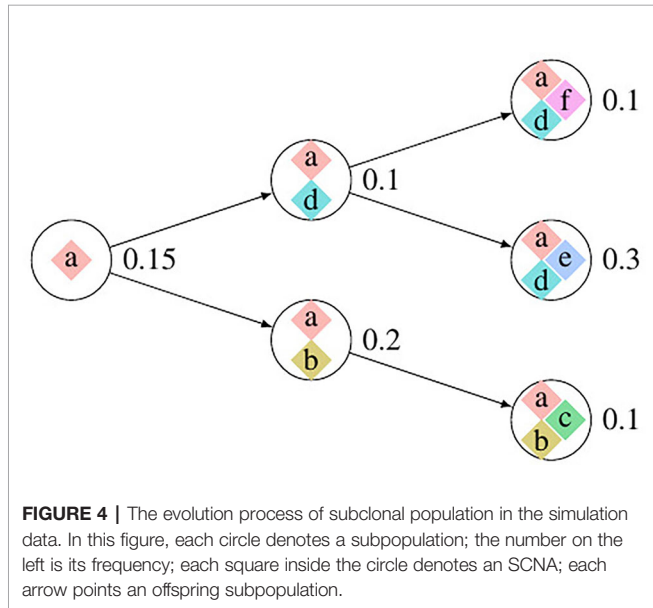 a
f
d
0.1
a
d
0.1
a
e
d
0.3
a
0.15
a
b
0.2
a
c
b
0.1
FIGURE 4 | The evolution process of subclonal population in the simulation
data. In this figure, each circle denotes a subpopulation; the number on the
left is its frequency; each square inside the circle denotes an SCNA; each
arrow points an offspring subpopulation.